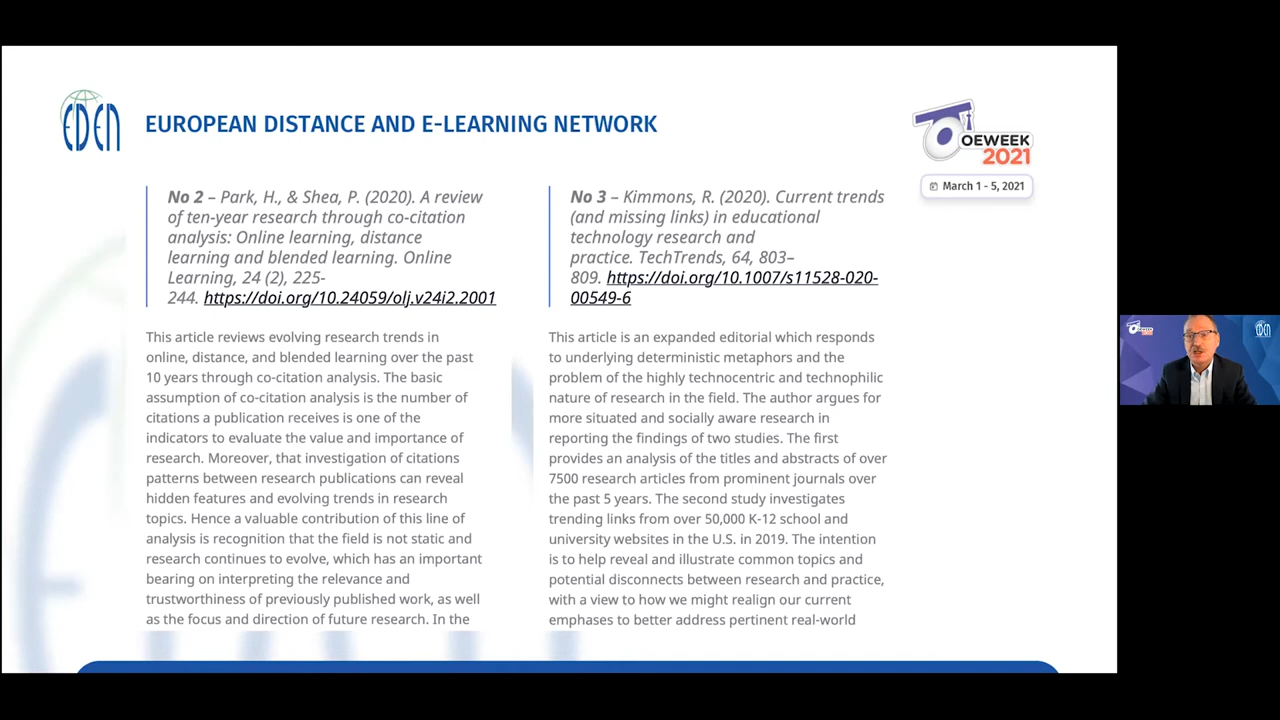 EDEN
EUROPEAN DISTANCE AND E-LEARNING NETWORK
OEWEEK
2021
March 1 - 5, 2021
No 2 – Park, H., & Shea, P. (2020). A review
of ten-year research through co-citation
analysis: Online learning, distance
learning and blended learning. Online
Learning, 24 (2), 225-
244. https://doi.org/10.24059/olj.v24i2.2001
This article reviews evolving research trends in
online, distance, and blended learning over the past
10 years through co-citation analysis. The basic
assumption of co-citation analysis is the number of
citations a publication receives is one of the
indicators to evaluate the value and importance of
research. Moreover, that investigation of citations
patterns between research publications can reveal
hidden features and evolving trends in research
topics. Hence a valuable contribution of this line of
analysis is recognition that the field is not static and
research continues to evolve, which has an important
bearing on interpreting the relevance and
trustworthiness of previously published work, as well
as the focus and direction of future research. In the
No 3 – Kimmons, R. (2020). Current trends
(and missing links) in educational
technology research and
practice. TechTrends, 64, 803–
809. https://doi.org/10.1007/s11528-020-
00549-6
This article is an expanded editorial which responds
to underlying deterministic metaphors and the
problem of the highly technocentric and technophilic
nature of research in the field. The author argues for
more situated and socially aware research in
reporting the findings of two studies. The first
provides an analysis of the titles and abstracts of over
7500 research articles from prominent journals over
the past 5 years. The second study investigates
trending links from over 50,000 K-12 school and
university websites in the U.S. in 2019. The intention
is to help reveal and illustrate common topics and
potential disconnects between research and practice,
with a view to how we might realign our current
emphases to better address pertinent real-world